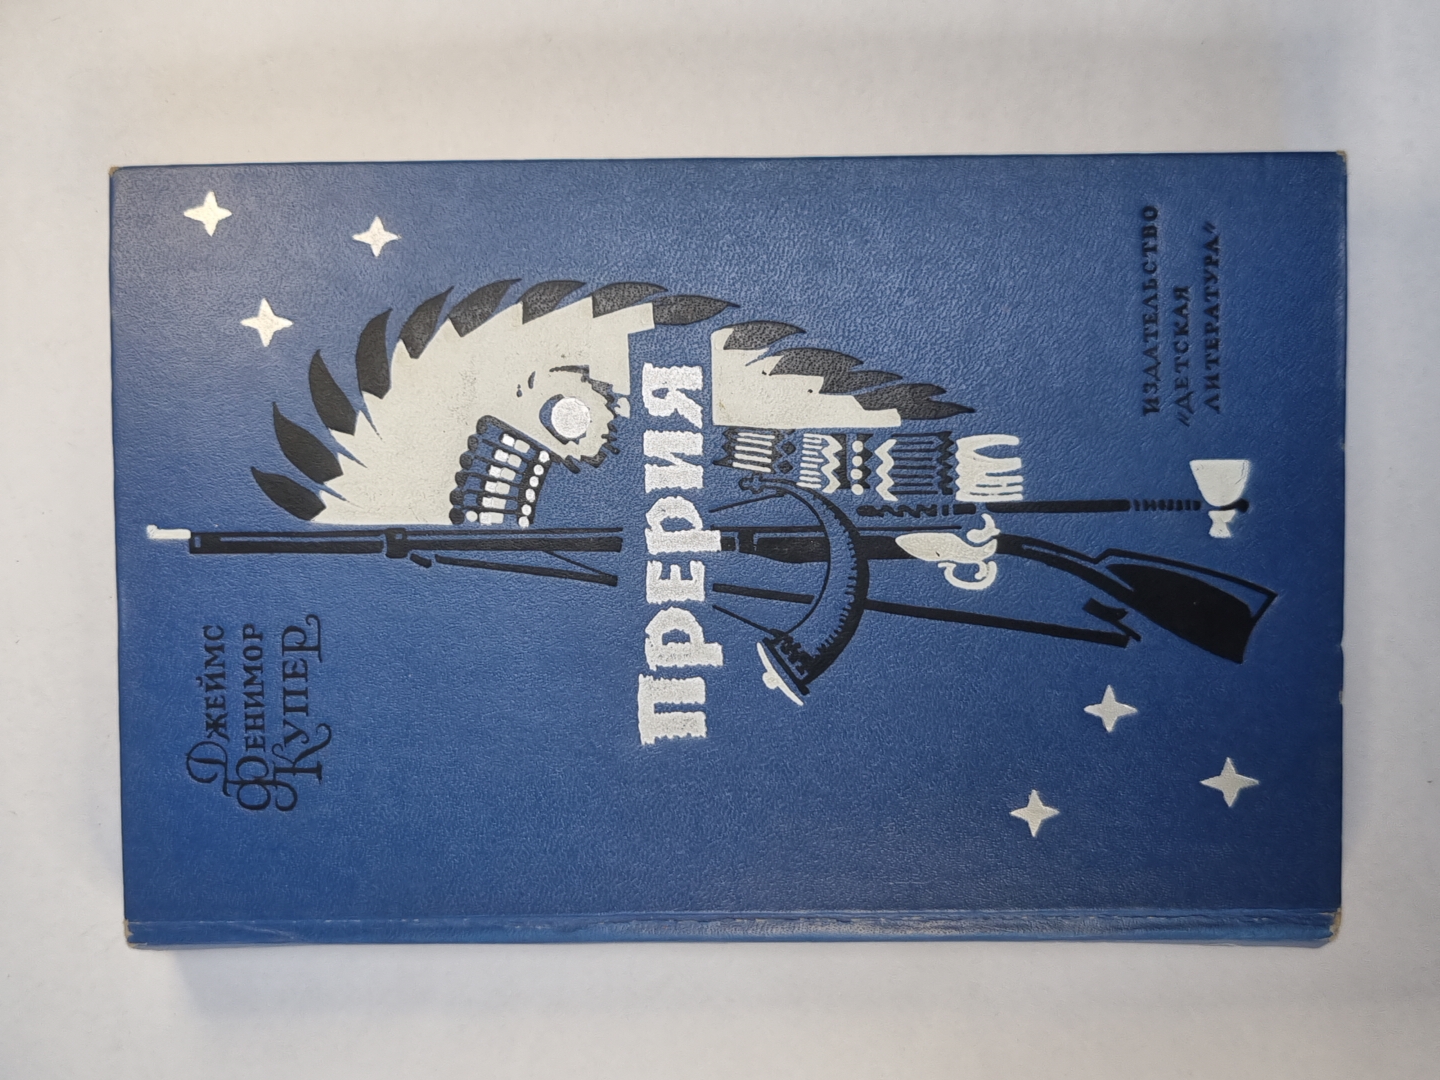 Джеймс
Фенимор
Купер
ПРЕРИЯ
ИЗДАТЕЛЬСТВО
„ДЕТСКАЯ
ЛИТЕРАТУРА“